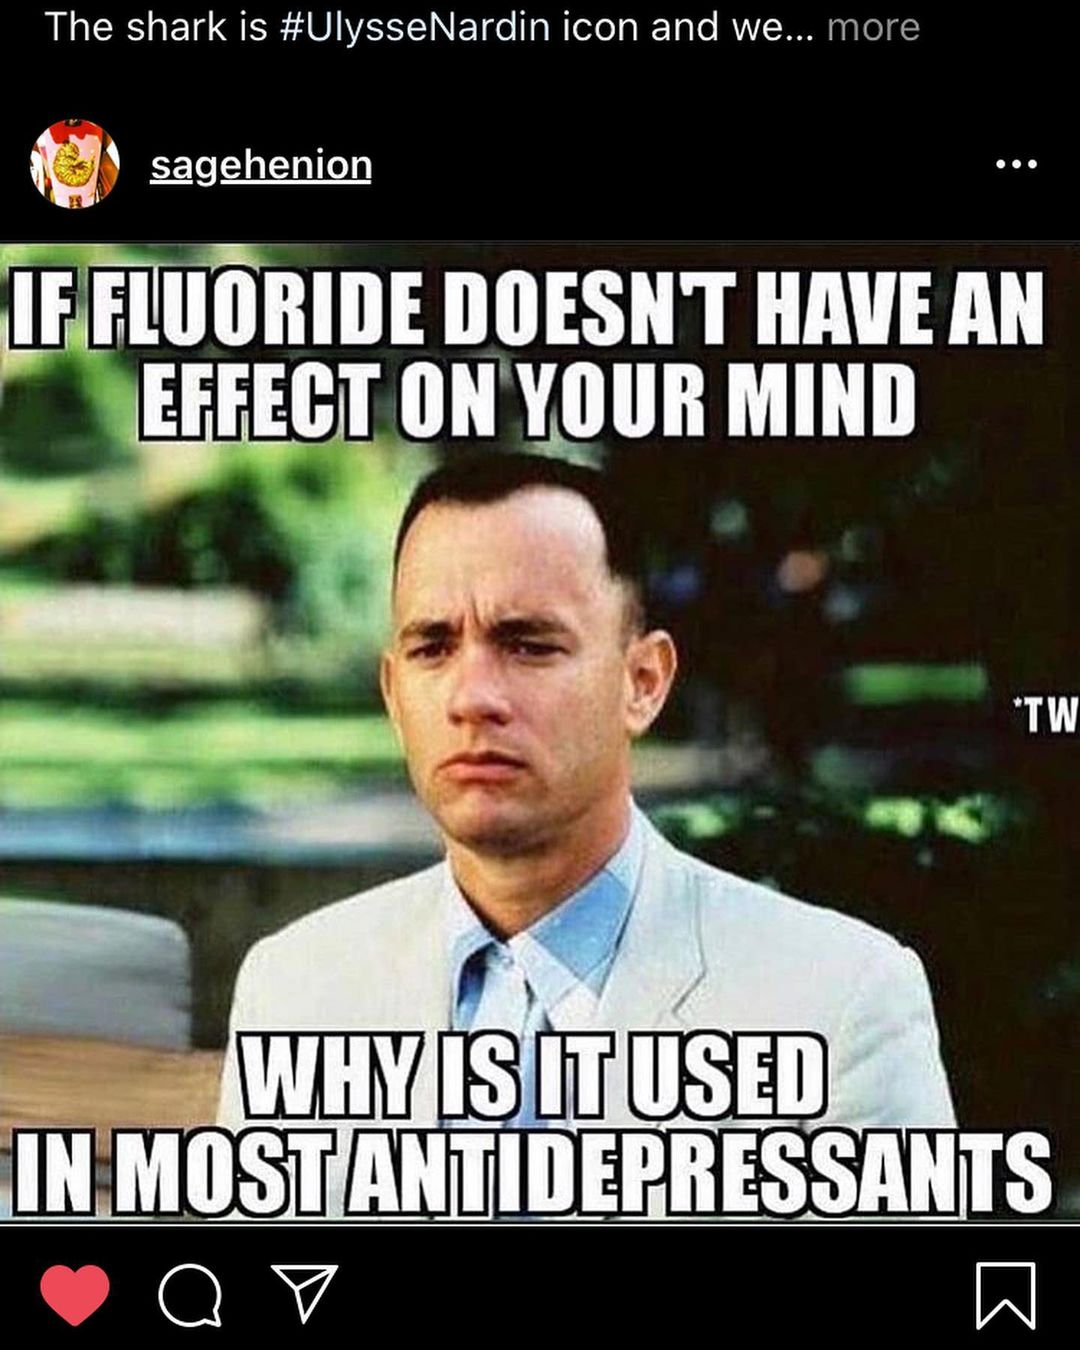 The shark is #UlysseNardin icon and we... more
sagehenion
IF FLUORIDE DOESN'T HAVE AN
EFFECT ON YOUR MIND
*TW
WHY IS IT USED
IN MOST ANTIDEPRESSANTS